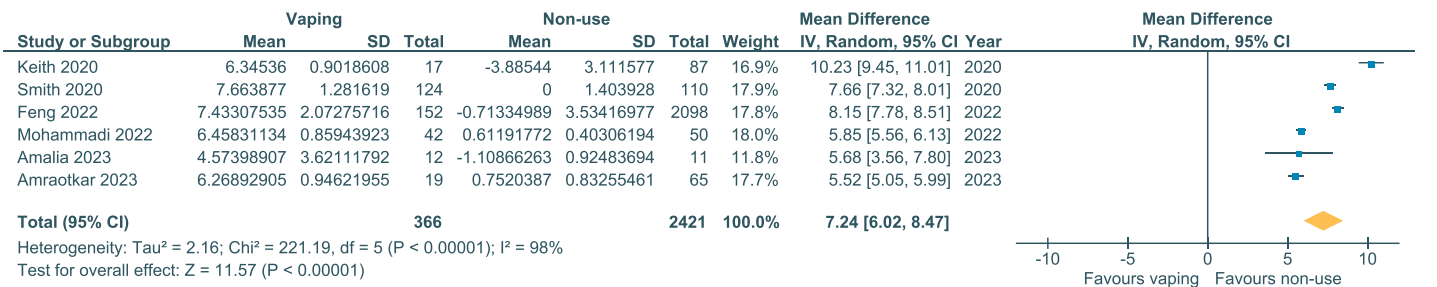 Vaping Non-use Mean Difference Mean Difference
Study or Subgroup Mean SD Total Mean SD Total Weight IV, Random, 95% CI Year IV, Random, 95% CI
Keith 2020 6.34536 0.9018608 17 -3.88544 3.111577 87 16.9% 10.23 [9.45, 11.01] 2020
Smith 2020 7.663877 1.281619 124 0 1.403928 110 17.9% 7.66 [7.32, 8.01] 2020
Feng 2022 7.43307535 2.07275716 152 -0.71334989 3.53416977 2098 17.8% 8.15 [7.78, 8.51] 2022
Mohammadi 2022 6.45831134 0.85943923 42 0.61191772 0.40306194 50 18.0% 5.85 [5.56, 6.13] 2022
Amalia 2023 4.57398907 3.62111792 12 -1.10866263 0.92483694 11 11.8% 5.68 [3.56, 7.80] 2023
Amraotkar 2023 6.26892905 0.94621955 19 0.7520387 0.83255461 65 17.7% 5.52 [5.05, 5.99] 2023
Total (95% CI) 366 2421 100.0% 7.24 [6.02, 8.47]
Heterogeneity: Tau² = 2.16; Chi² = 221.19, df = 5 (P < 0.00001); I² = 98%
Test for overall effect: Z = 11.57 (P < 0.00001)
-10 -5 0 5 10
Favours vaping Favours non-use